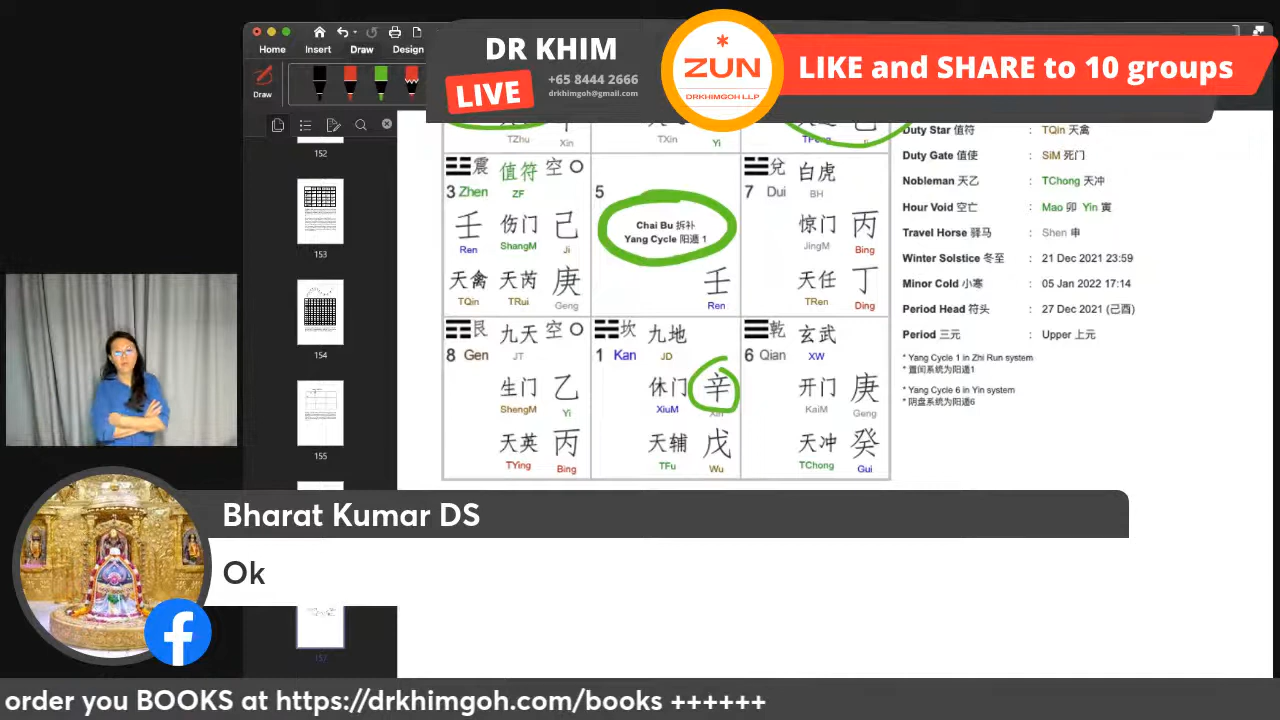 Home Insert Draw Design
Draw
DR KHIM
LIVE
+65 8444 2666
drkhimgoh@gmail.com
*
ZUN
DRKHIMGOH LLP
LIKE and SHARE to 10 groups
152
153
154
155
157
TZhu Xin
TXin Yi
震 值符 空
3 Zhen ZF
壬 伤门 己
Ren ShangM Ji
天禽 天芮 庚
TQin TRui Geng
5
Chai Bu 拆补
Yang Cycle 阳遁 1
壬
Ren
兌 白虎
7 Dui BH
惊门 丙
JingM Bing
天任 丁
TRen Ding
艮 九天 空
8 Gen JT
生门 乙
ShengM Yi
天英 丙
TYing Bing
坎 九地
1 Kan JD
休门 辛
XiuM Xin
天辅 戊
TFu Wu
乾 玄武
6 Qian XW
开门 庚
KaiM Geng
天冲 癸
TChong Gui
Duty Star 值符 : TQin 天禽
Duty Gate 值使 : SiM 死门
Nobleman 天乙 : TChong 天冲
Hour Void 空亡 : Mao 卯 Yin 寅
Travel Horse 驿马 : Shen 申
Winter Solstice 冬至 : 21 Dec 2021 23:59
Minor Cold 小寒 : 05 Jan 2022 17:14
Period Head 符头 : 27 Dec 2021 (己酉)
Period 三元 : Upper 上元
* Yang Cycle 1 in Zhi Run system
* 置闰系统为阳遁1
* Yang Cycle 6 in Yin system
* 阴盘系统为阳遁6
Bharat Kumar DS
Ok
order you BOOKS at https://drkhimgoh.com/books ++++++